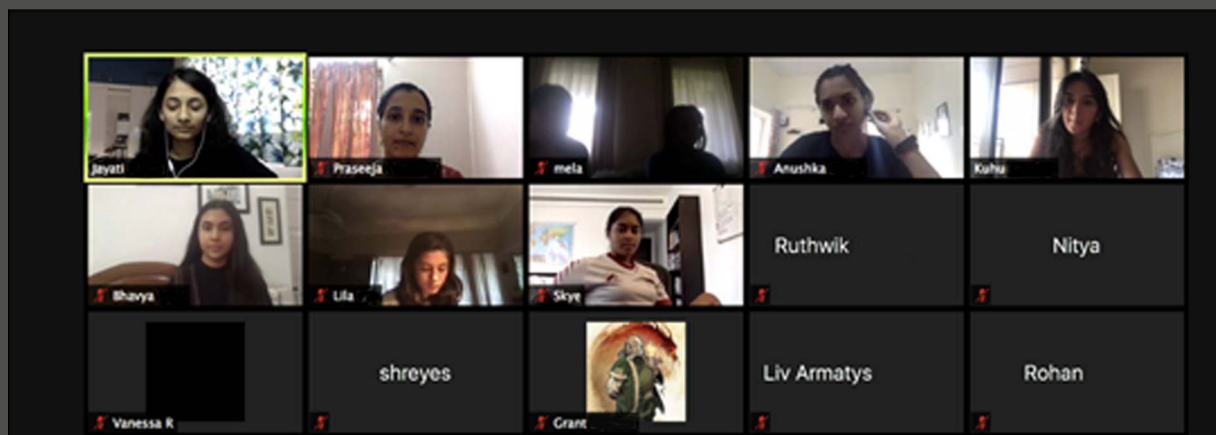 Jayati
Praseeja
mela
Anushka
Kuhu
Bhavya
Lila
Skye
Ruthwik
Nitya
Vanessa R
shreyes
Grant
Liv Armatys
Rohan